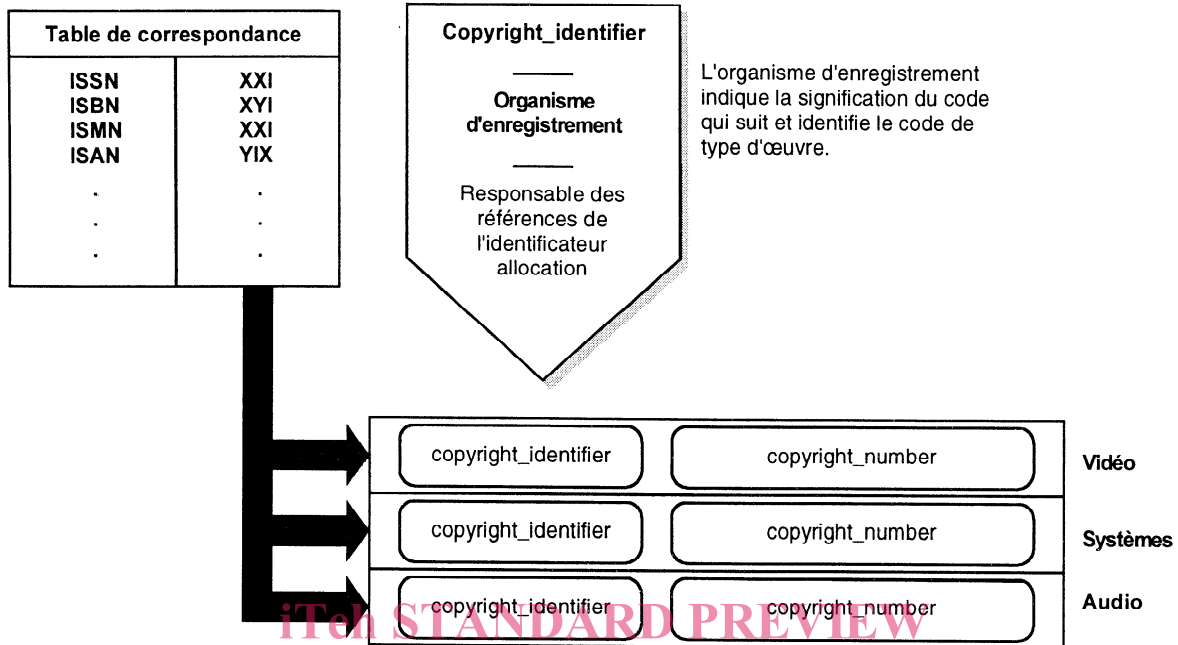 Table de correspondance
ISSN XXI
ISBN XYI
ISMN XXI
ISAN YIX
. .
. .
. .
Copyright_identifier
Organisme
d'enregistrement
Responsable des
références de
l'identificateur
allocation
L'organisme d'enregistrement
indique la signification du code
qui suit et identifie le code de
type d'œuvre.
copyright_identifier copyright_number Vidéo
copyright_identifier copyright_number Systèmes
copyright_identifier copyright_number Audio
iTeh STANDARD PREVIEW